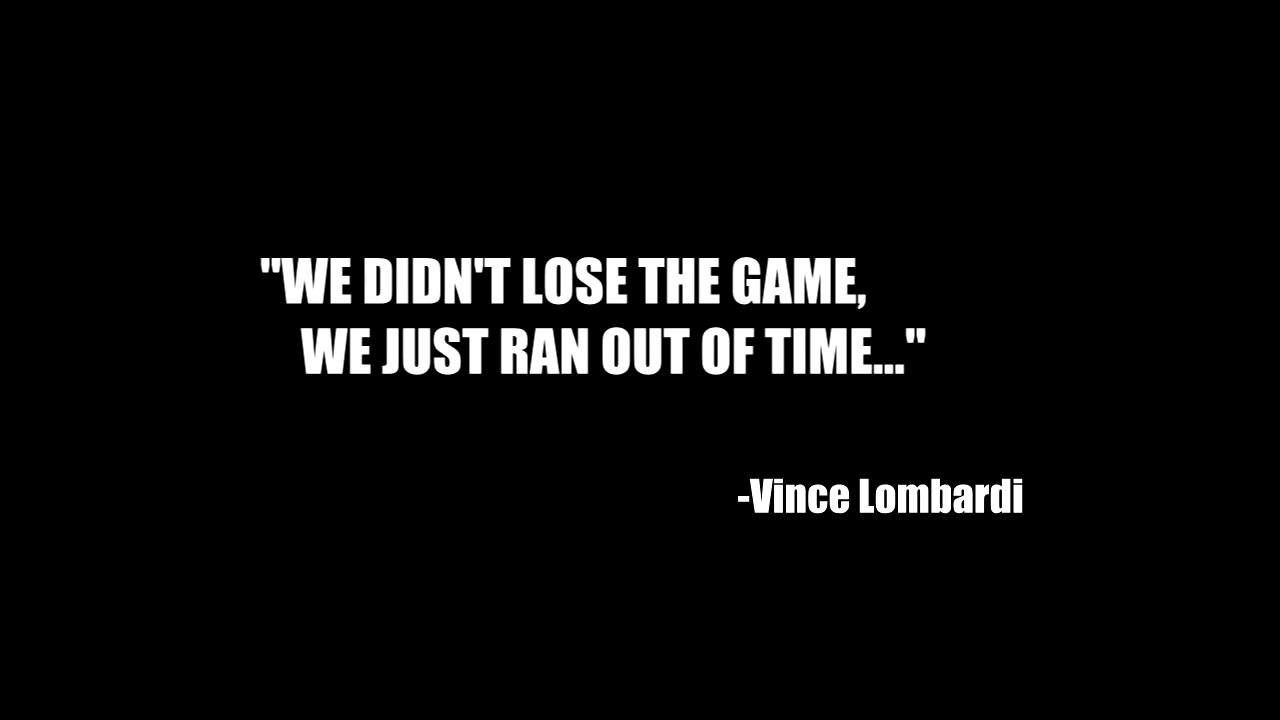 "WE DIDN'T LOSE THE GAME,
WE JUST RAN OUT OF TIME..."
-Vince Lombardi